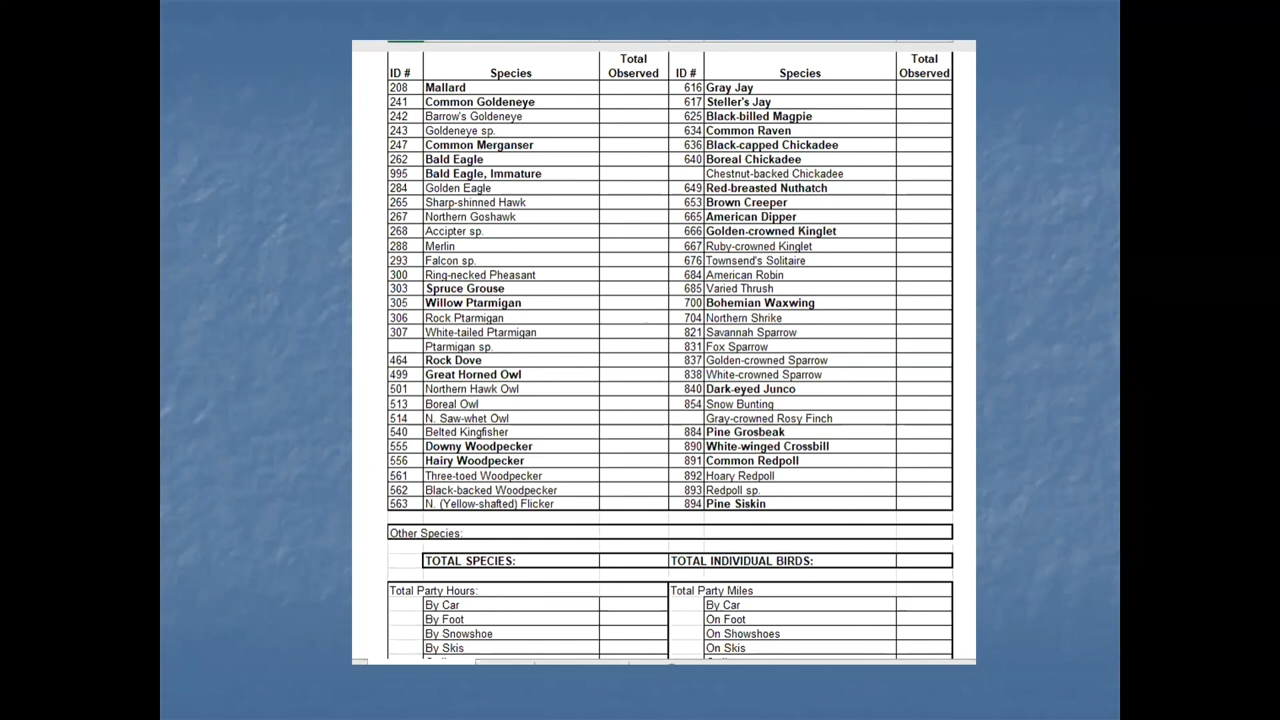 ID # Species Total Observed ID # Species Total Observed
208 Mallard 616 Gray Jay
241 Common Goldeneye 617 Steller's Jay
242 Barrow's Goldeneye 625 Black-billed Magpie
243 Goldeneye sp. 634 Common Raven
247 Common Merganser 636 Black-capped Chickadee
262 Bald Eagle 640 Boreal Chickadee
995 Bald Eagle, Immature Chestnut-backed Chickadee
284 Golden Eagle 649 Red-breasted Nuthatch
265 Sharp-shinned Hawk 653 Brown Creeper
267 Northern Goshawk 665 American Dipper
268 Accipter sp. 666 Golden-crowned Kinglet
288 Merlin 667 Ruby-crowned Kinglet
293 Falcon sp. 676 Townsend's Solitaire
300 Ring-necked Pheasant 684 American Robin
303 Spruce Grouse 685 Varied Thrush
305 Willow Ptarmigan 700 Bohemian Waxwing
306 Rock Ptarmigan 704 Northern Shrike
307 White-tailed Ptarmigan 821 Savannah Sparrow
Ptarmigan sp. 831 Fox Sparrow
464 Rock Dove 837 Golden-crowned Sparrow
499 Great Horned Owl 838 White-crowned Sparrow
501 Northern Hawk Owl 840 Dark-eyed Junco
513 Boreal Owl 854 Snow Bunting
514 N. Saw-whet Owl Gray-crowned Rosy Finch
540 Belted Kingfisher 884 Pine Grosbeak
555 Downy Woodpecker 890 White-winged Crossbill
556 Hairy Woodpecker 891 Common Redpoll
561 Three-toed Woodpecker 892 Hoary Redpoll
562 Black-backed Woodpecker 893 Redpoll sp.
563 N. (Yellow-shafted) Flicker 894 Pine Siskin
Other Species:
TOTAL SPECIES: TOTAL INDIVIDUAL BIRDS:
Total Party Hours: Total Party Miles
By Car By Car
By Foot On Foot
By Snowshoe On Showshoes
By Skis On Skis